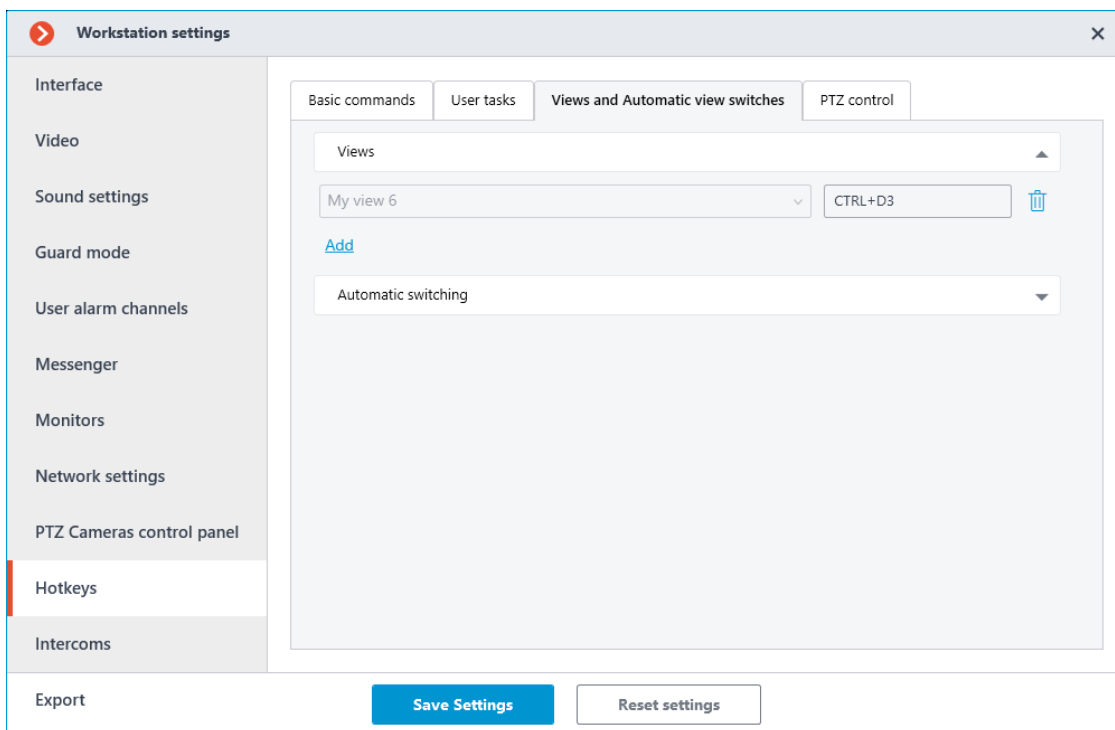 Workstation settings
Interface
Video
Sound settings
Guard mode
User alarm channels
Messenger
Monitors
Network settings
PTZ Cameras control panel
Hotkeys
Intercoms
Export
Basic commands
User tasks
Views and Automatic view switches
PTZ control
Views
My view 6
CTRL+D3
Add
Automatic switching
Save Settings
Reset settings